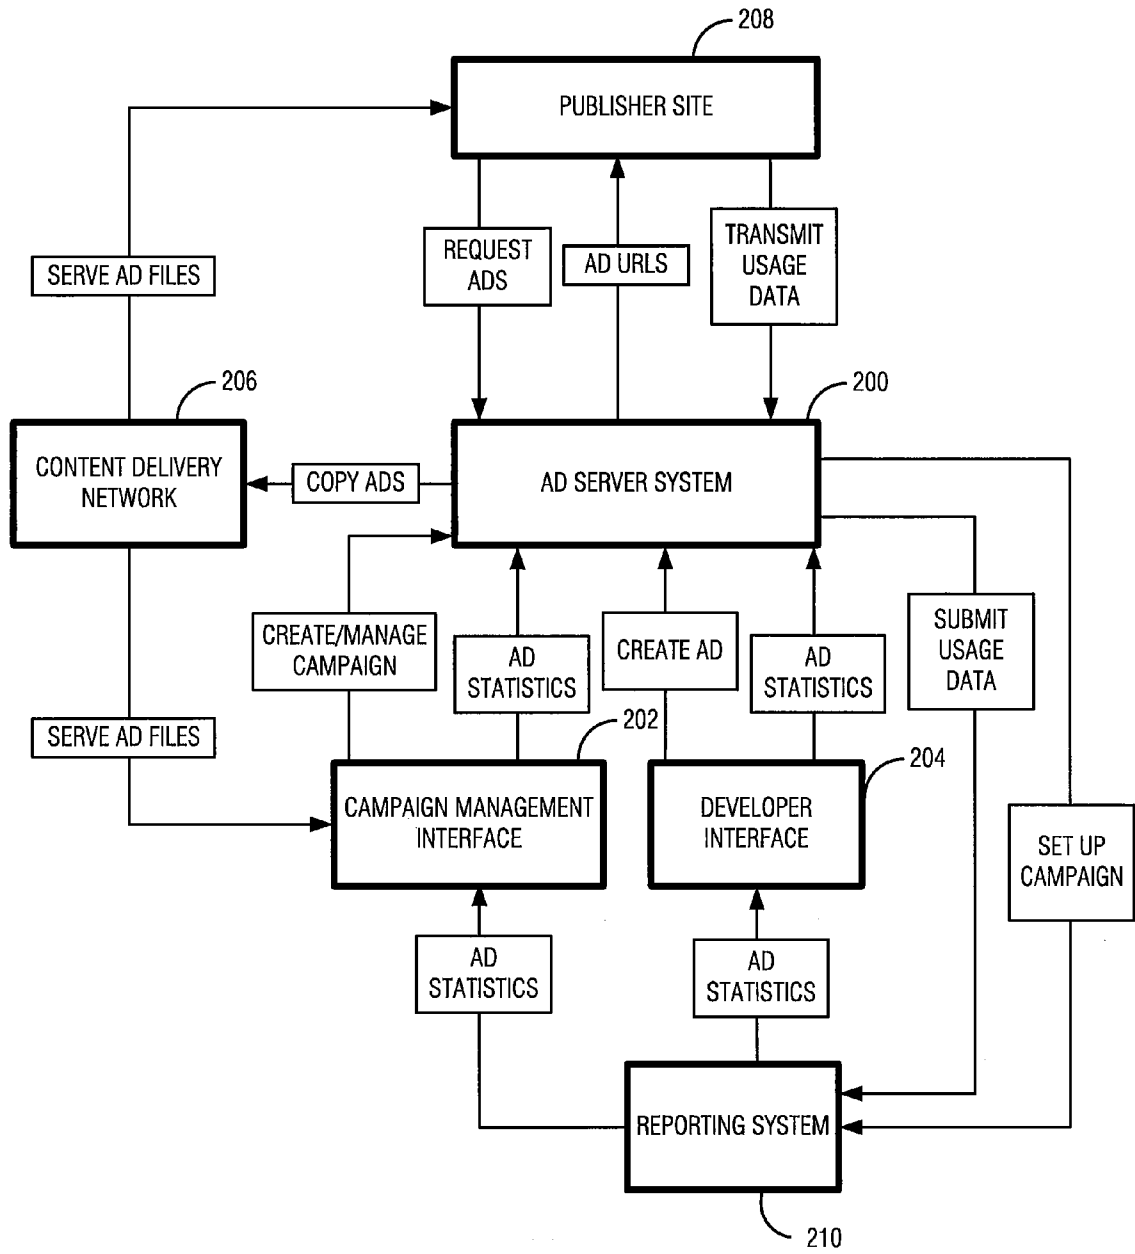 208
PUBLISHER SITE
REQUEST
ADS
AD URLS
TRANSMIT
USAGE
DATA
SERVE AD FILES
206
200
CONTENT DELIVERY
NETWORK
COPY ADS
AD SERVER SYSTEM
CREATE/MANAGE
CAMPAIGN
AD
STATISTICS
CREATE AD
AD
STATISTICS
SUBMIT
USAGE
DATA
SERVE AD FILES
202
204
CAMPAIGN MANAGEMENT
INTERFACE
DEVELOPER
INTERFACE
SET UP
CAMPAIGN
AD
STATISTICS
AD
STATISTICS
REPORTING SYSTEM
210